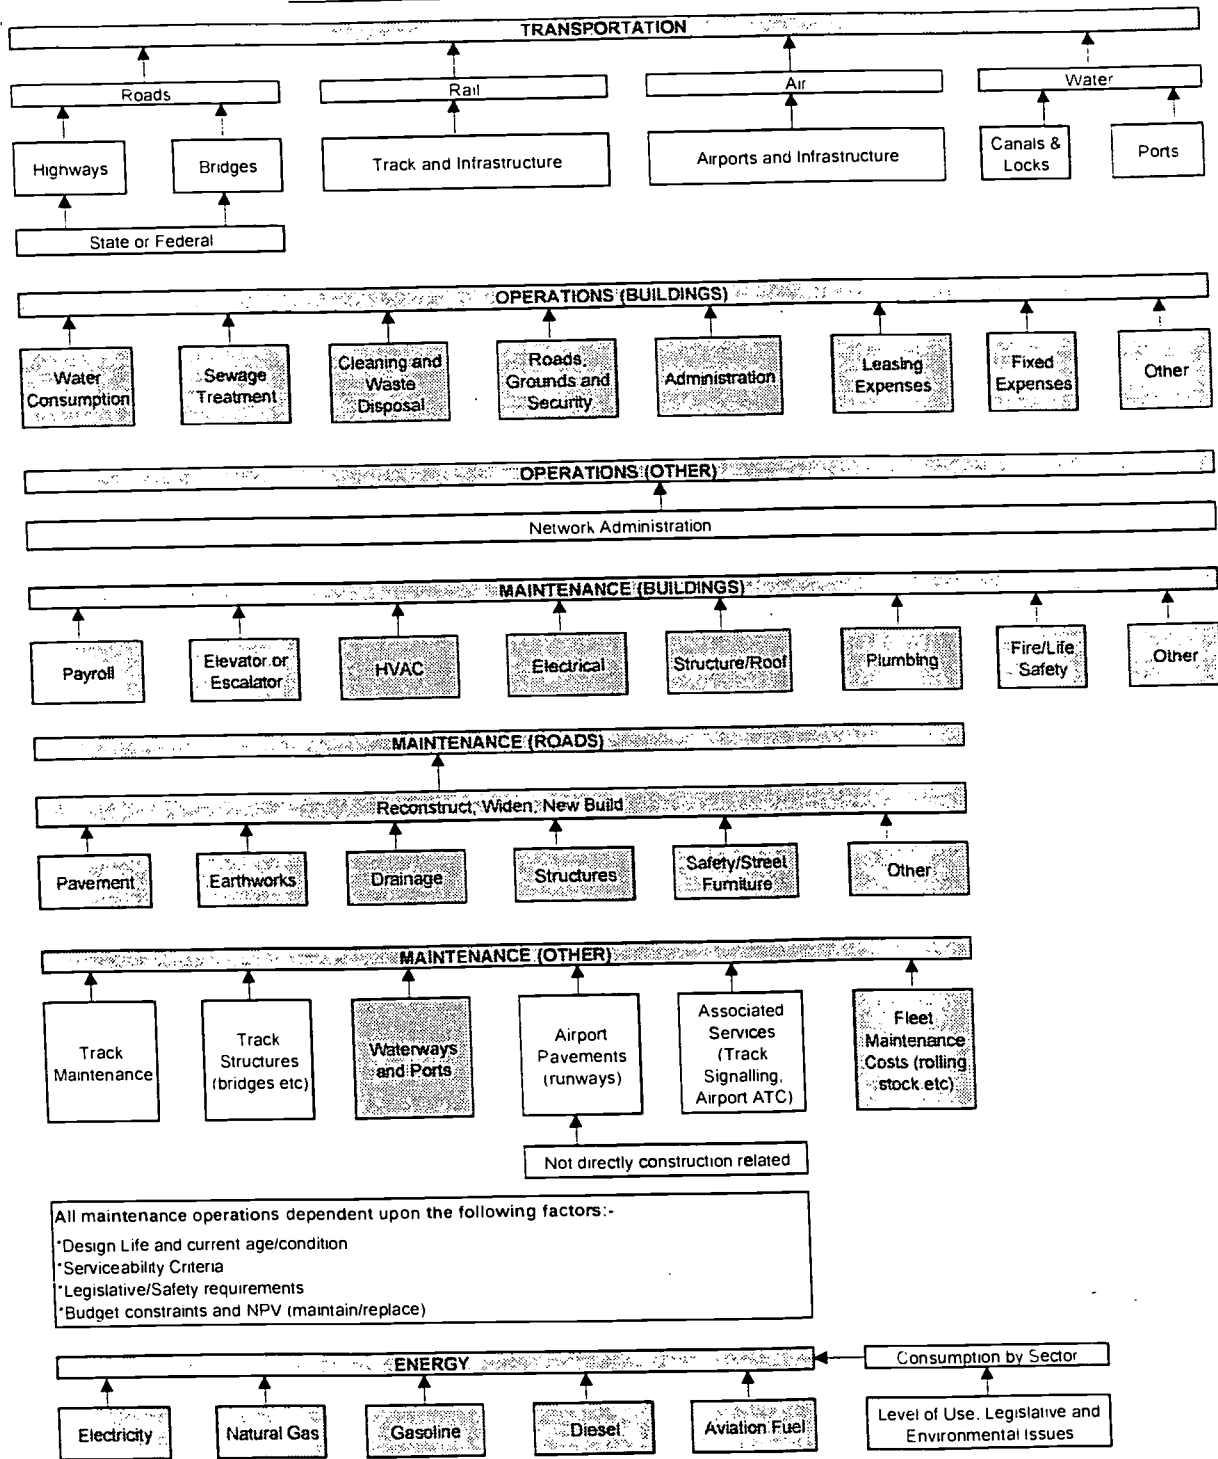 TRANSPORTATION
Roads
Rail
Air
Water
Highways
Bridges
Track and Infrastructure
Airports and Infrastructure
Canals &
Locks
Ports
State or Federal
OPERATIONS (BUILDINGS)
Water
Consumption
Sewage
Treatment
Cleaning and
Waste
Disposal
Roads,
Grounds and
Security
Administration
Leasing
Expenses
Fixed
Expenses
Other
OPERATIONS (OTHER)
Network Administration
MAINTENANCE (BUILDINGS)
Payroll
Elevator or
Escalator
HVAC
Electrical
Structure/Roof
Plumbing
Fire/Life
Safety
Other
MAINTENANCE (ROADS)
Reconstruct, Widen, New Build
Pavement
Earthworks
Drainage
Structures
Safety/Street
Furniture
Other
MAINTENANCE (OTHER)
Track
Maintenance
Track
Structures
(bridges etc)
Waterways
and Ports
Airport
Pavements
(runways)
Associated
Services
(Track
Signalling,
Airport ATC)
Fleet
Maintenance
Costs (rolling
stock etc)
Not directly construction related
All maintenance operations dependent upon the following factors:-
*Design Life and current age/condition
*Serviceability Criteria
*Legislative/Safety requirements
*Budget constraints and NPV (maintain/replace)
ENERGY
Consumption by Sector
Electricity
Natural Gas
Gasoline
Diesel
Aviation Fuel
Level of Use, Legislative and
Environmental Issues